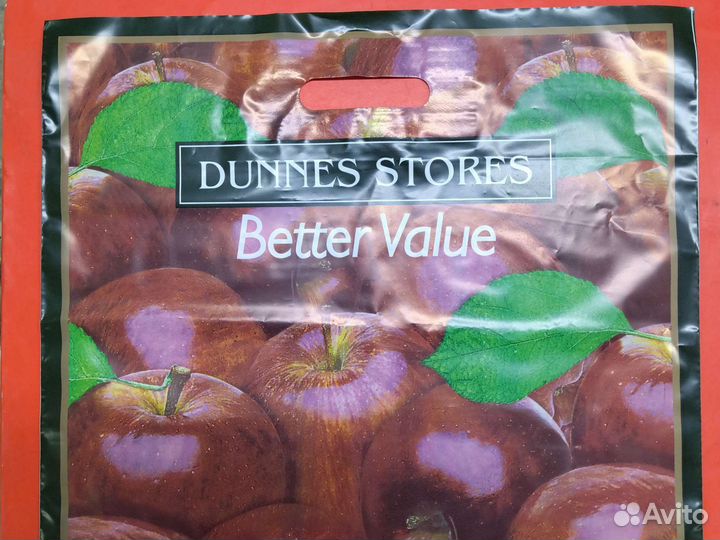 DUNNES STORES
Better Value
Avito